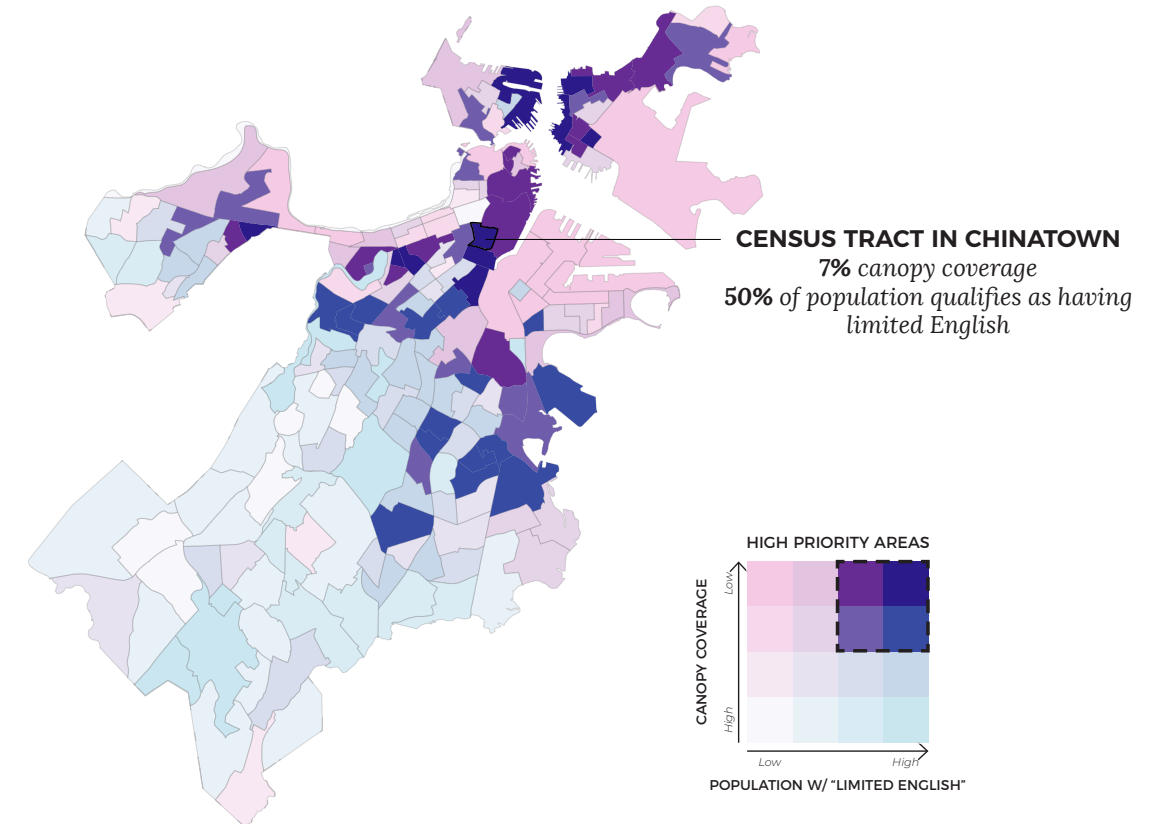 CENSUS TRACT IN CHINATOWN
7% canopy coverage
50% of population qualifies as having
limited English
HIGH PRIORITY AREAS
CANOPY COVERAGE
Low
High
Low
High
POPULATION W/ “LIMITED ENGLISH”